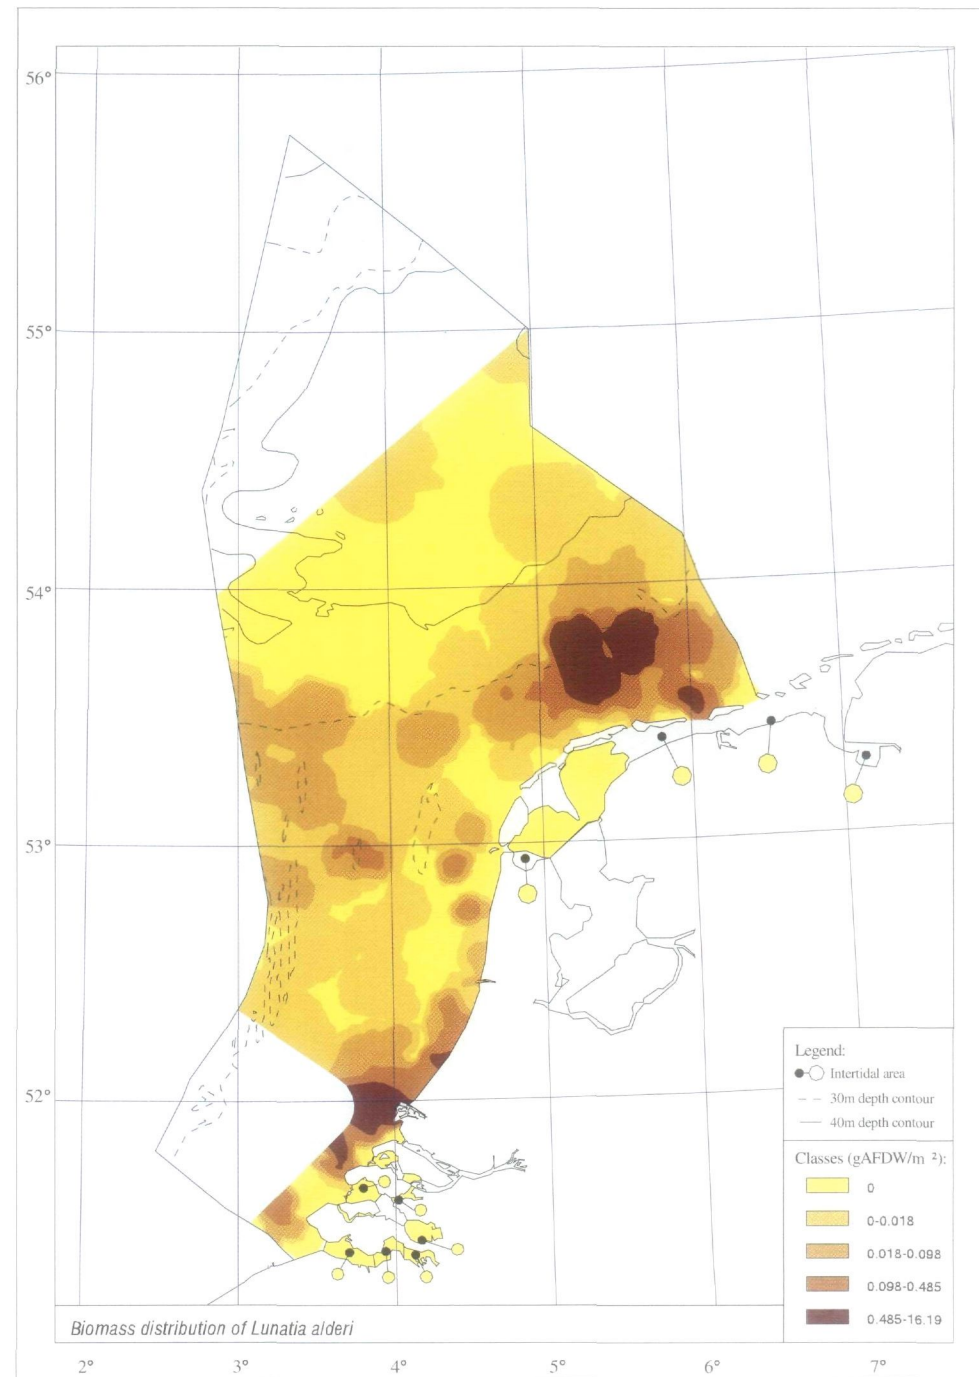 56°
55°
54°
53°
52°
Legend:
Intertidal area
30m depth contour
40m depth contour
Classes (gAFDW/m ²):
0
0-0.018
0.018-0.098
0.098-0.485
0.485-16.19
Biomass distribution of Lunatia alderi
2° 3° 4° 5° 6° 7°